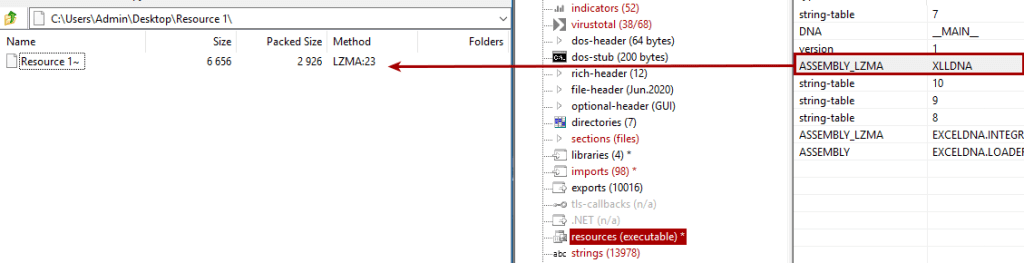 C:\Users\Admin\Desktop\Resource 1\
Name Size Packed Size Method Folders
Resource 1~ 6 656 2 926 LZMA:23
indicators (52)
virustotal (38/68)
dos-header (64 bytes)
dos-stub (200 bytes)
rich-header (12)
file-header (Jun.2020)
optional-header (GUI)
directories (7)
sections (files)
libraries (4) *
imports (98) *
exports (10016)
tls-callbacks (n/a)
.NET (n/a)
resources (executable) *
abc strings (13978)
string-table 7
DNA __MAIN__
version 1
ASSEMBLY_LZMA XLLDNA
string-table 10
string-table 9
string-table 8
ASSEMBLY_LZMA EXCELDNA.INTEGR
ASSEMBLY EXCELDNA.LOADER